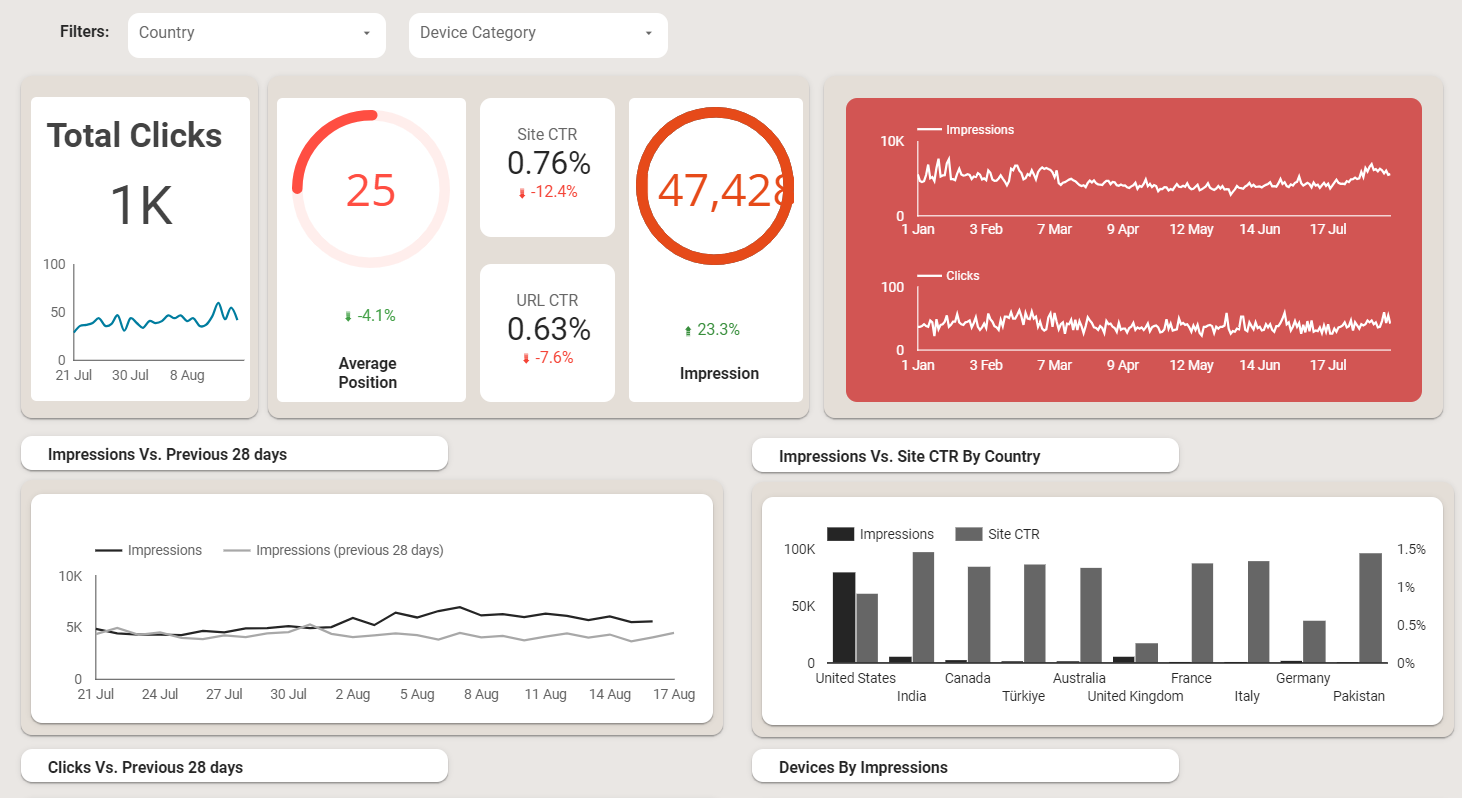 Filters:
Country
Device Category
Total Clicks
1K
100
50
0
21 Jul 30 Jul 8 Aug
25
-4.1%
Average
Position
Site CTR
0.76%
-12.4%
URL CTR
0.63%
-7.6%
47,428
23.3%
Impression
Impressions
10K
0
1 Jan 3 Feb 7 Mar 9 Apr 12 May 14 Jun 17 Jul
Clicks
100
0
1 Jan 3 Feb 7 Mar 9 Apr 12 May 14 Jun 17 Jul
Impressions Vs. Previous 28 days
Impressions Impressions (previous 28 days)
10K
5K
0
21 Jul 24 Jul 27 Jul 30 Jul 2 Aug 5 Aug 8 Aug 11 Aug 14 Aug 17 Aug
Impressions Vs. Site CTR By Country
Impressions Site CTR
100K 1.5%
1%
50K
0.5%
0 0%
United States Canada Australia France Germany
India Türkiye United Kingdom Italy Pakistan
Clicks Vs. Previous 28 days
Devices By Impressions